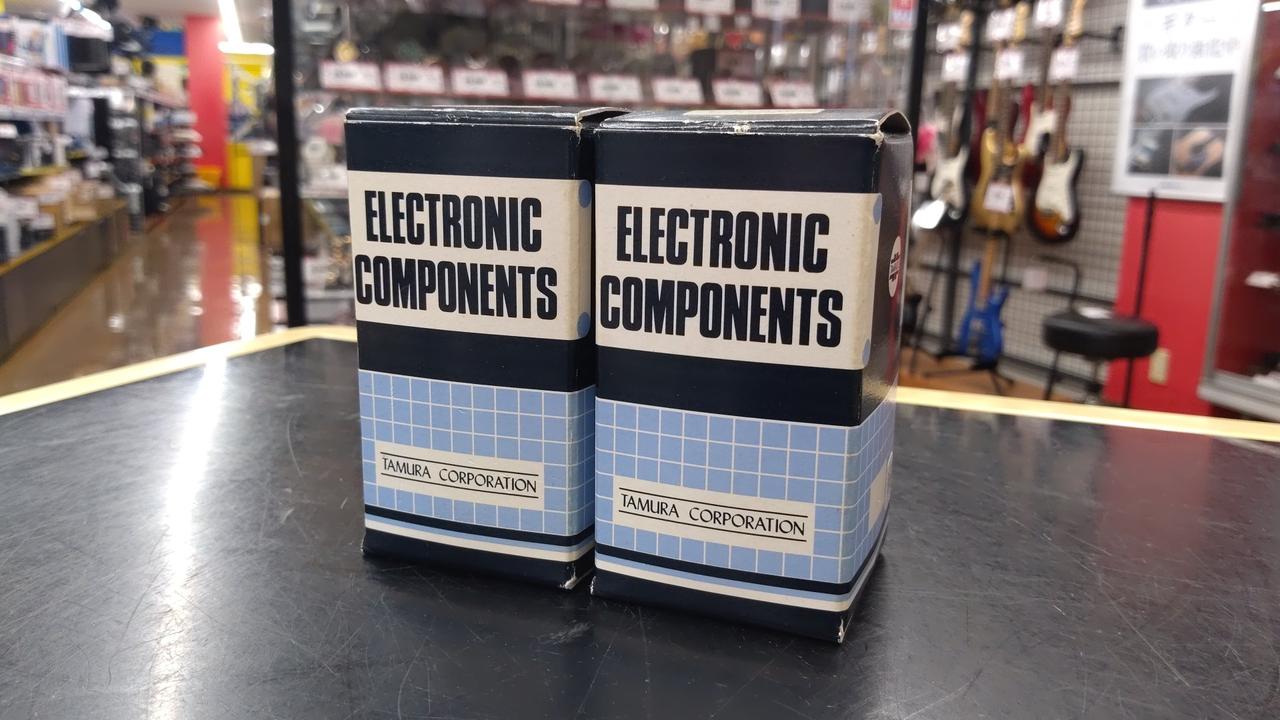 ELECTRONIC
COMPONENTS
TAMURA CORPORATION
ELECTRONIC
COMPONENTS
TAMURA CORPORATION